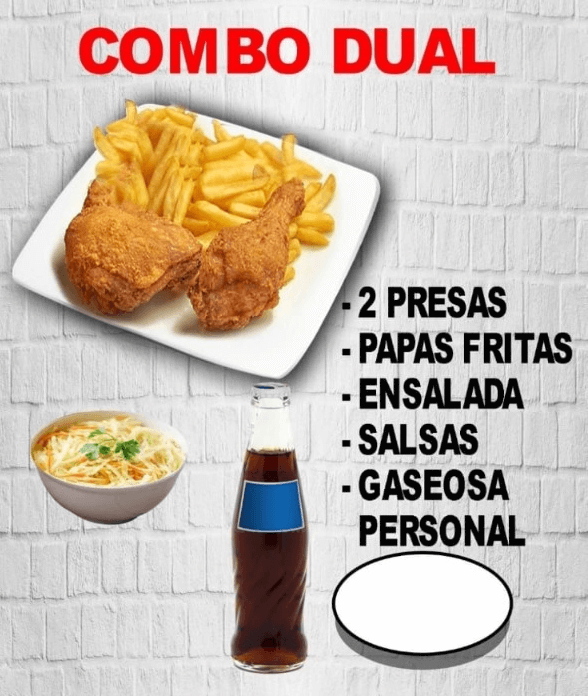 COMBO DUAL
- 2 PRESAS
- PAPAS FRITAS
- ENSALADA
- SALSAS
- GASEOSA
PERSONAL